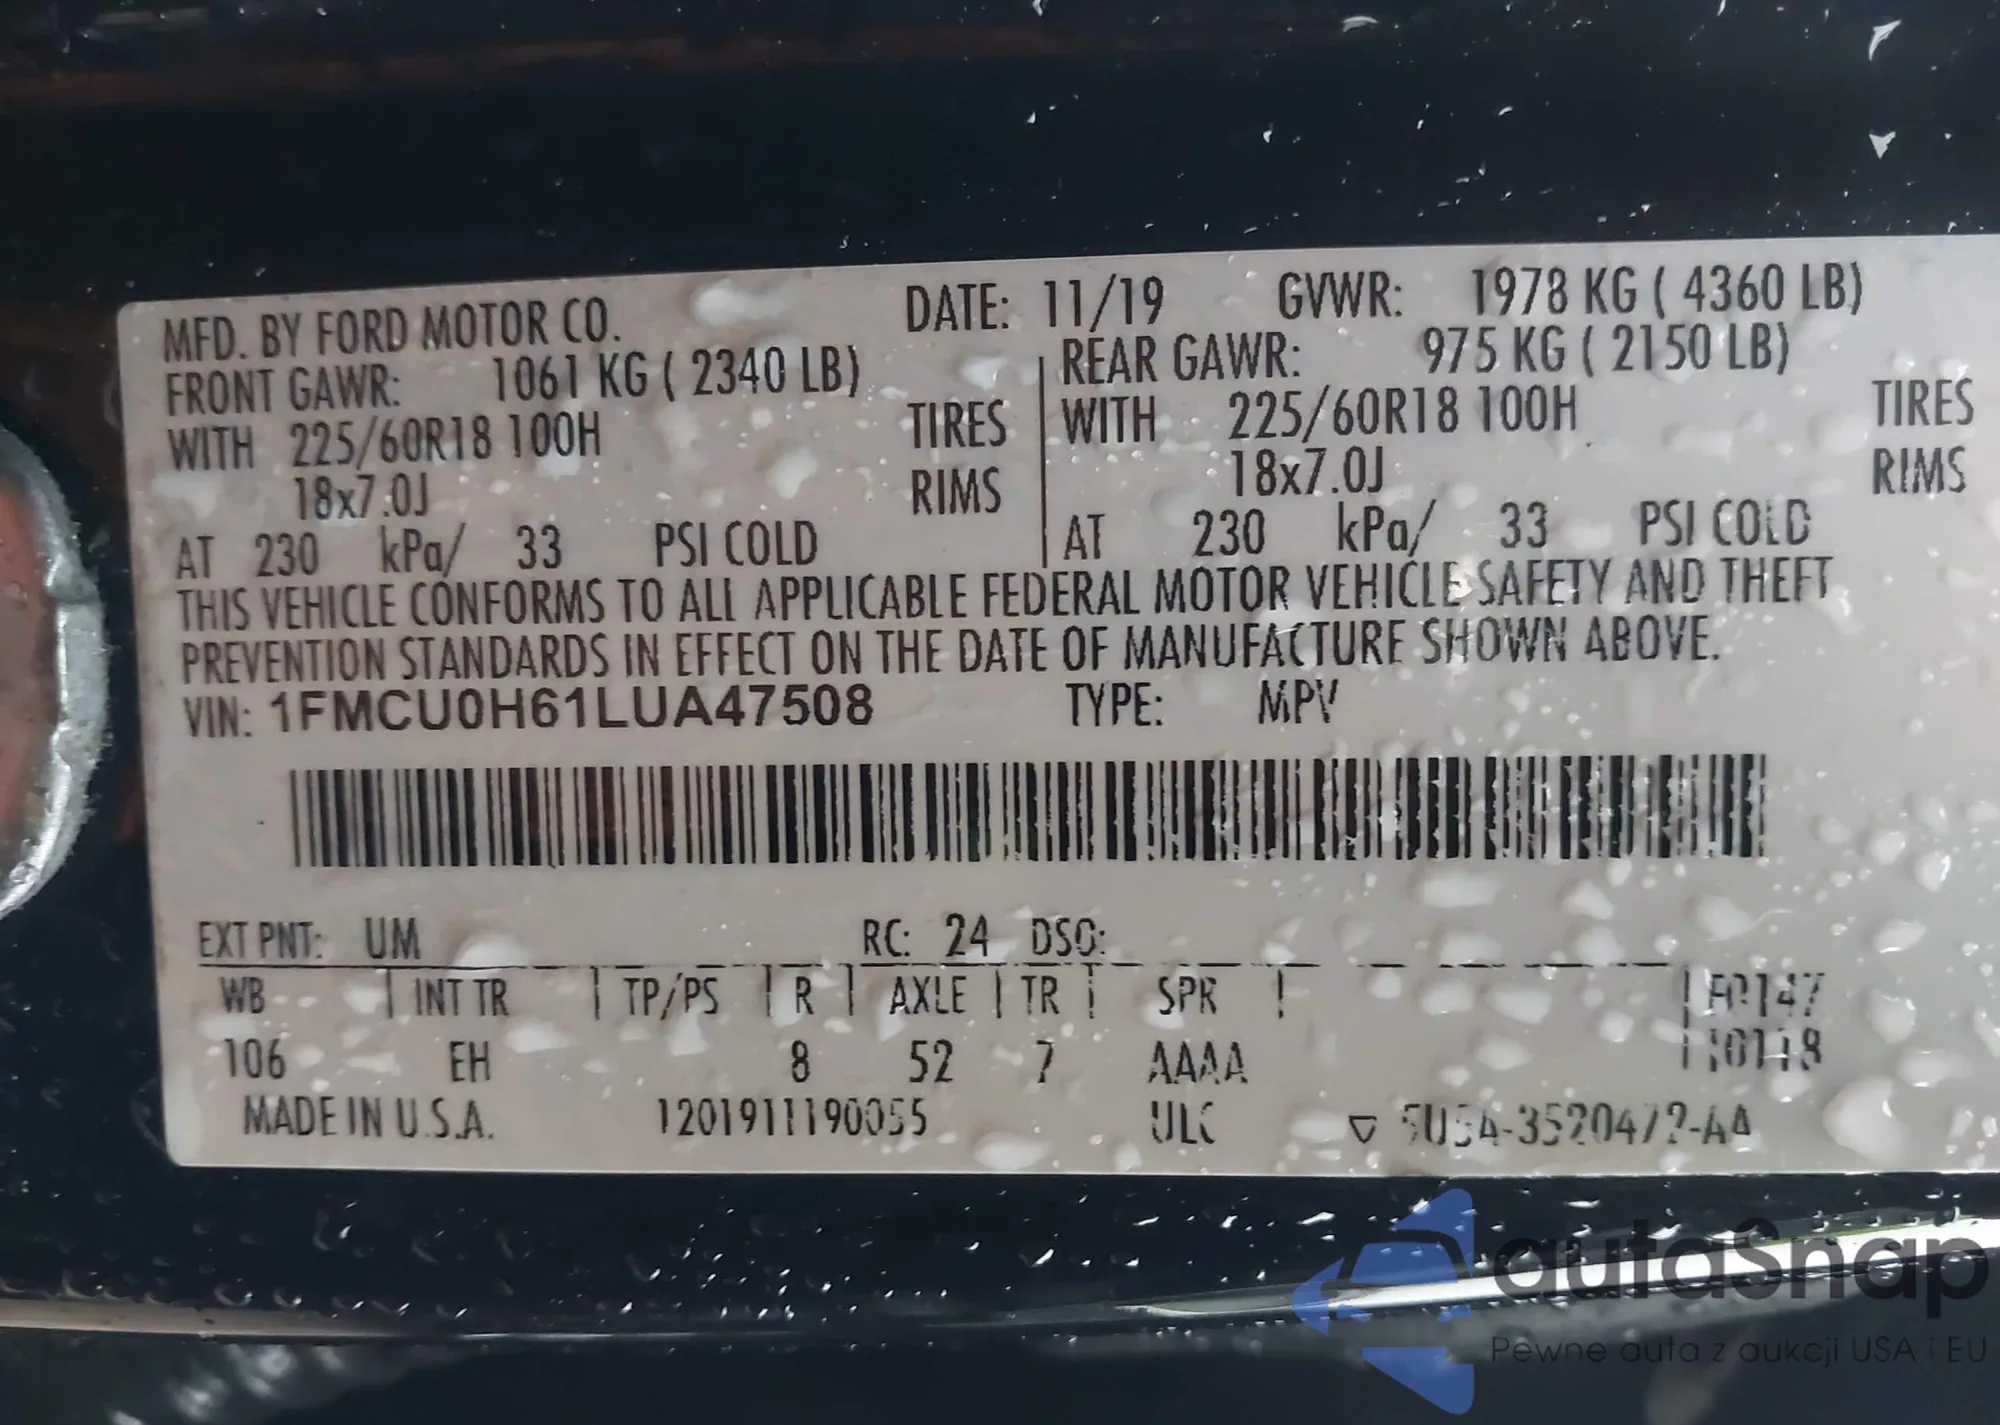 MFD. BY FORD MOTOR CO. DATE: 11/19 GVWR: 1978 KG ( 4360 LB)
FRONT GAWR: 1061 KG ( 2340 LB) REAR GAWR: 975 KG ( 2150 LB)
WITH 225/60R18 100H TIRES WITH 225/60R18 100H TIRES
18x7.0J RIMS 18x7.0J RIMS
AT 230 kPa/ 33 PSI COLD AT 230 kPa/ 33 PSI COLD
THIS VEHICLE CONFORMS TO ALL APPLICABLE FEDERAL MOTOR VEHICLE SAFETY AND THEFT
PREVENTION STANDARDS IN EFFECT ON THE DATE OF MANUFACTURE SHOWN ABOVE.
VIN: 1FMCU0H61LUA47508 TYPE: MPV
EXT PNT: UM RC: 24 DSO:
WB INT TR TP/PS R AXLE TR SPR
106 EH 8 52 7 AAAA
MADE IN U.S.A. 1201911190055 ULC
autaSnap
Pewne auta z aukcji USA i EU